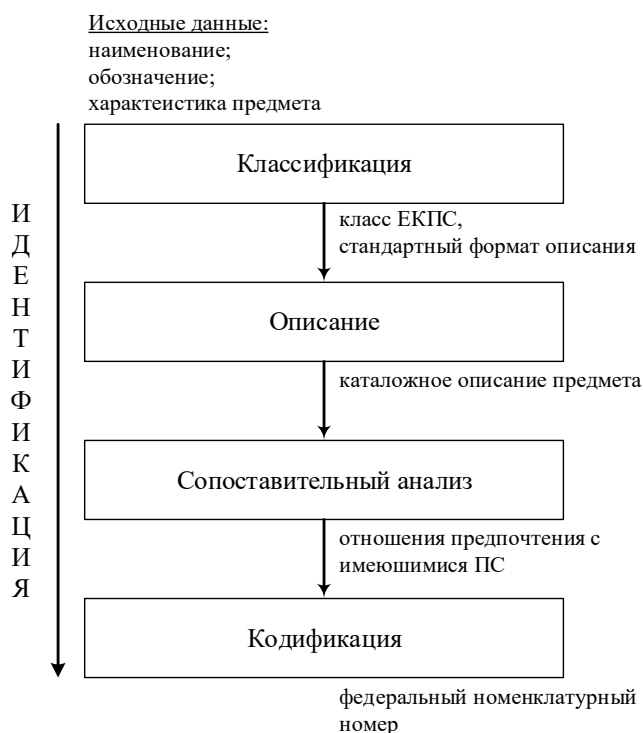 Исходные данные:
наименование;
обозначение;
характеистика предмета
ИДЕНТИФИКАЦИЯ
Классификация
класс ЕКПС,
стандартный формат описания
Описание
каталожное описание предмета
Сопоставительный анализ
отношения предпочтения с
имеюшимися ПС
Кодификация
федеральный номенклатурный
номер